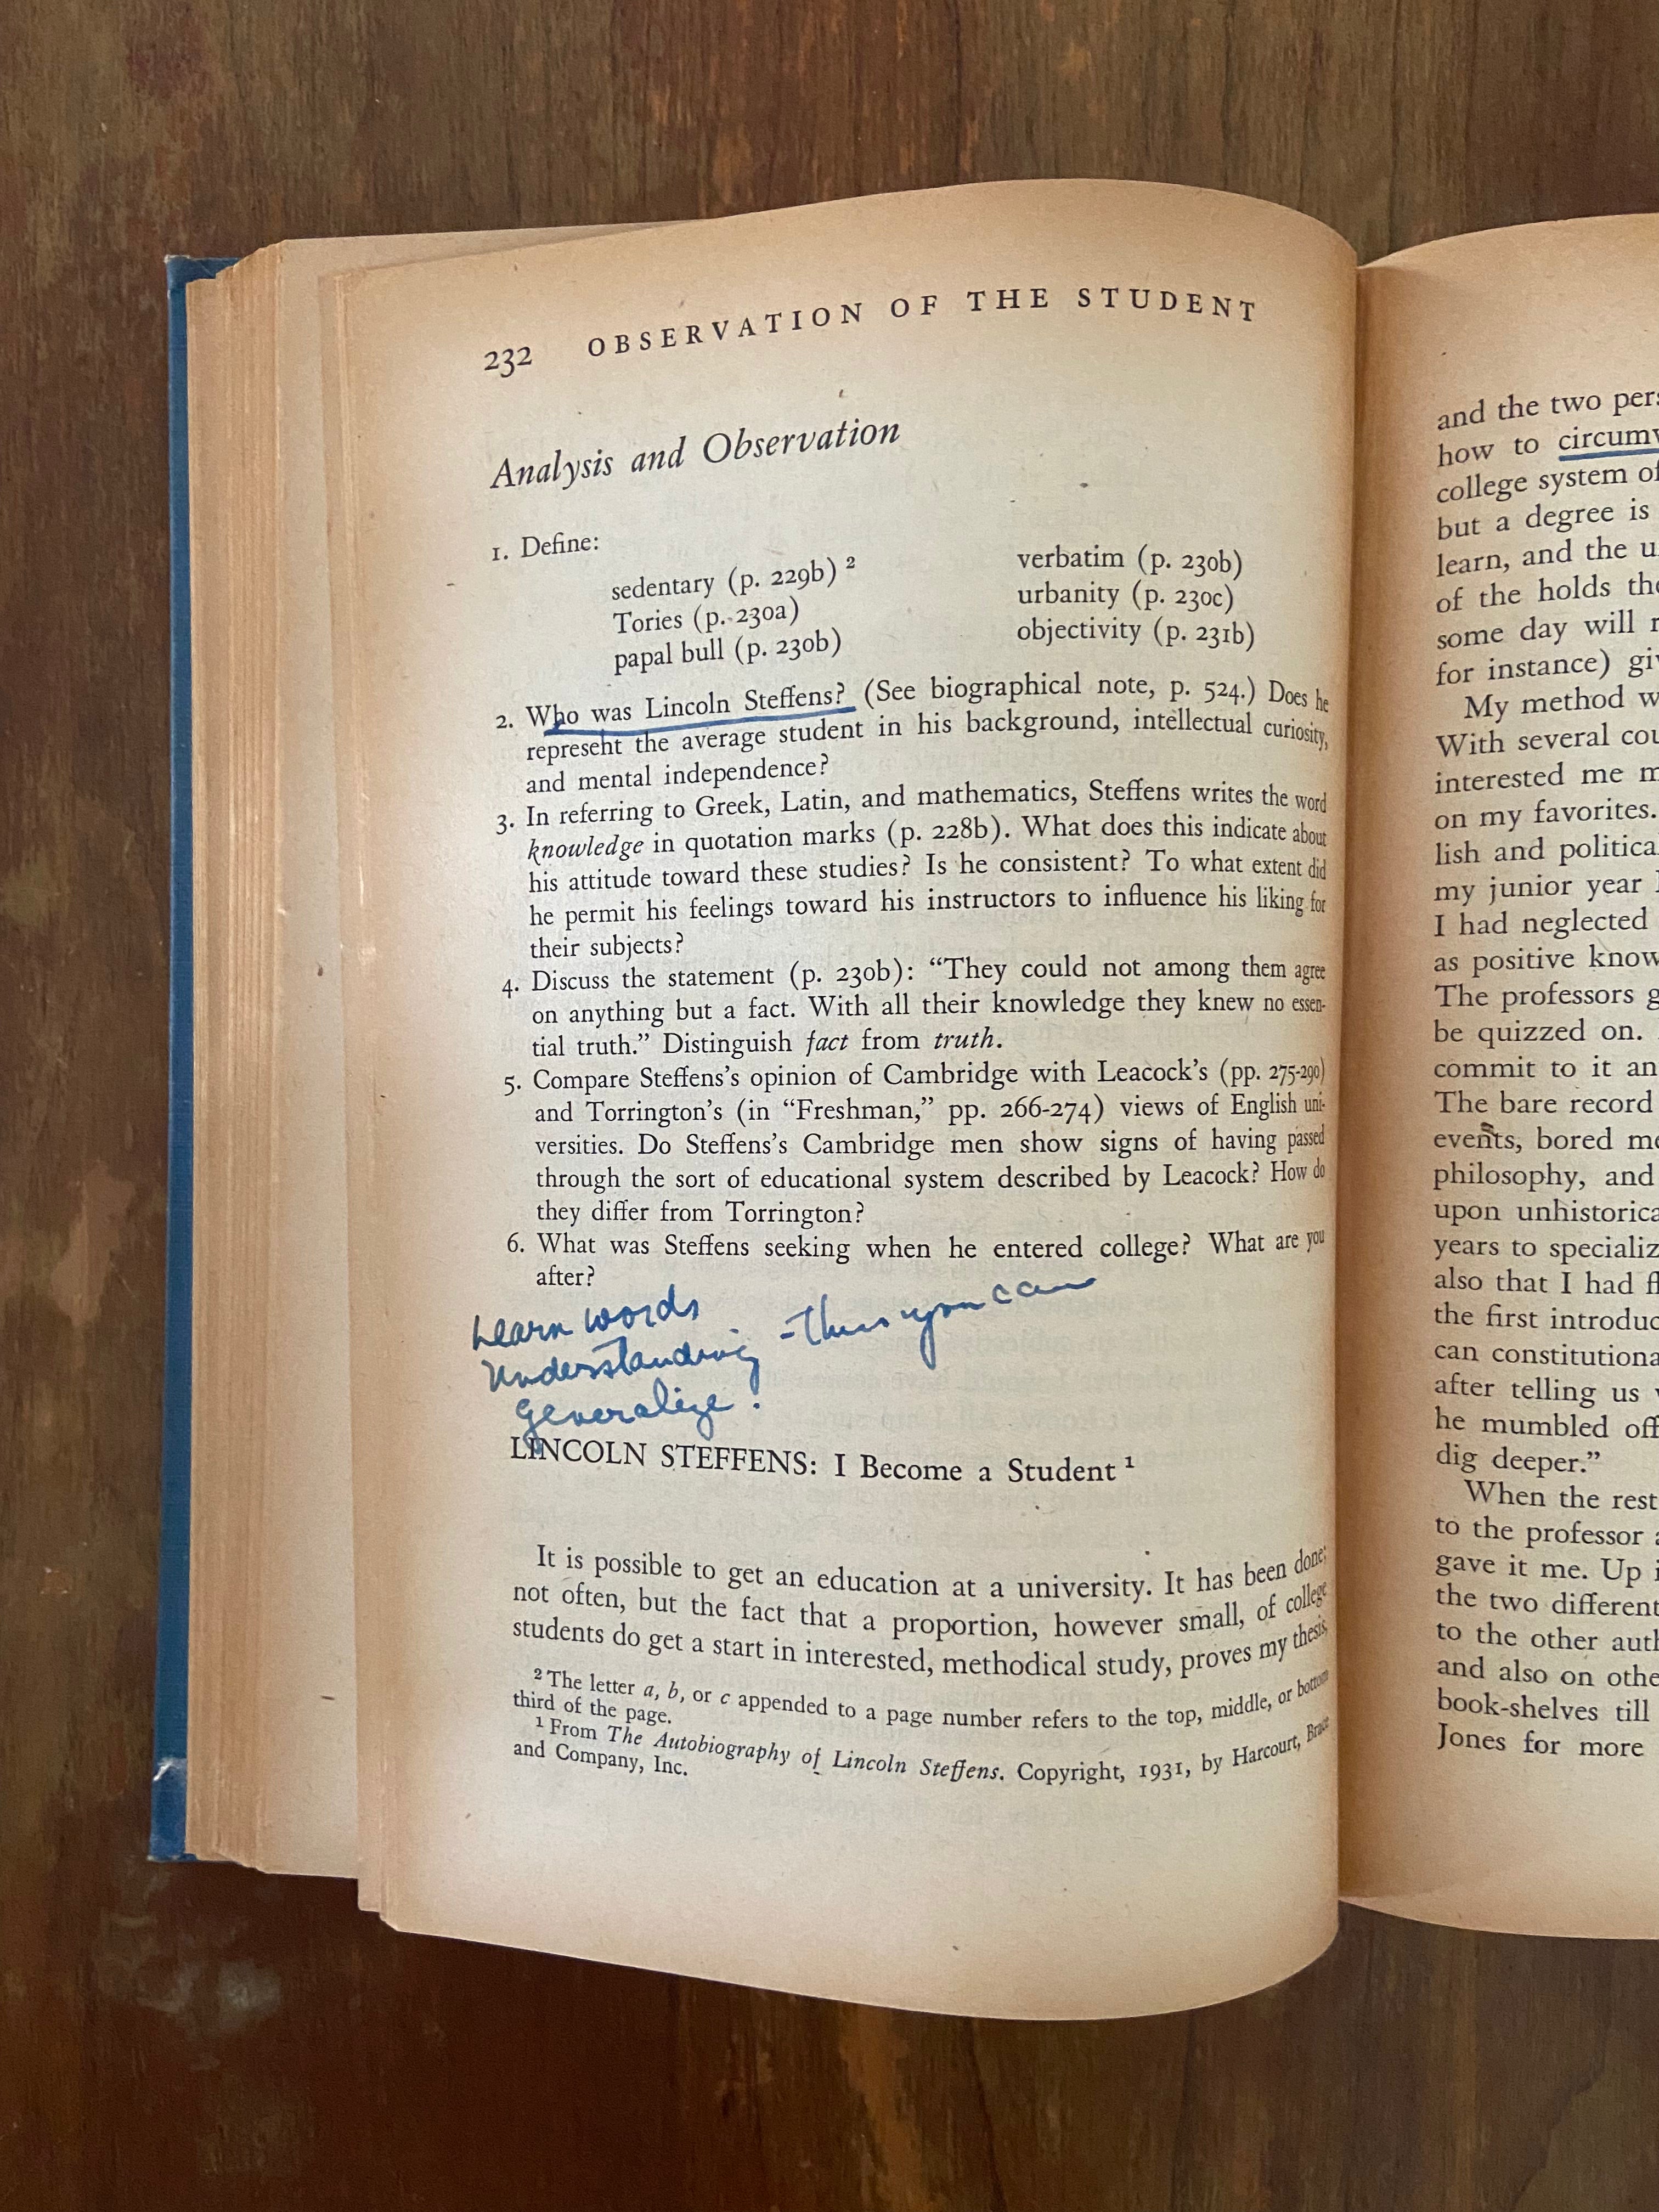 232 OBSERVATION OF THE STUDENT
Analysis and Observation
1. Define:
sedentary (p. 229b) ²
Tories (p. 230a)
papal bull (p. 230b)
verbatim (p. 230b)
urbanity (p. 230c)
objectivity (p. 231b)
2. Who was Lincoln Steffens? (See biographical note, p. 524.) Does he
represent the average student in his background, intellectual curiosity,
and mental independence?
3. In referring to Greek, Latin, and mathematics, Steffens writes the word
knowledge in quotation marks (p. 228b). What does this indicate about
his attitude toward these studies? Is he consistent? To what extent did
he permit his feelings toward his instructors to influence his liking for
their subjects?
4. Discuss the statement (p. 230b): “They could not among them agree
on anything but a fact. With all their knowledge they knew no essen-
tial truth.” Distinguish fact from truth.
5. Compare Steffens’s opinion of Cambridge with Leacock’s (pp. 275-290)
and Torrington’s (in “Freshman,” pp. 266-274) views of English uni-
versities. Do Steffens’s Cambridge men show signs of having passed
through the sort of educational system described by Leacock? How do
they differ from Torrington?
6. What was Steffens seeking when he entered college? What are you
after?
Learn words
Understanding - Then you can
generalize!
LINCOLN STEFFENS: I Become a Student ¹
It is possible to get an education at a university. It has been done;
not often, but the fact that a proportion, however small, of college
students do get a start in interested, methodical study, proves my thesis,
² The letter a, b, or c appended to a page number refers to the top, middle, or bottom
third of the page.
¹ From The Autobiography of Lincoln Steffens. Copyright, 1931, by Harcourt, Brace
and Company, Inc.
and the two
how to
college system
but a degree is
learn, and the
of the holds
some day will
for instance)
My method
With several
interested me
on my favorites.
lish and
my junior year
I had neglected
as positive
The professors
be quizzed on.
commit to it
The bare record
events, bored
philosophy, and
upon
years to
also that I had
the first
can
after telling us
he mumbled
dig deeper.”
When the rest
to the professor
gave it me. Up
the two different
to the other
and also on
book-shelves till
Jones for more